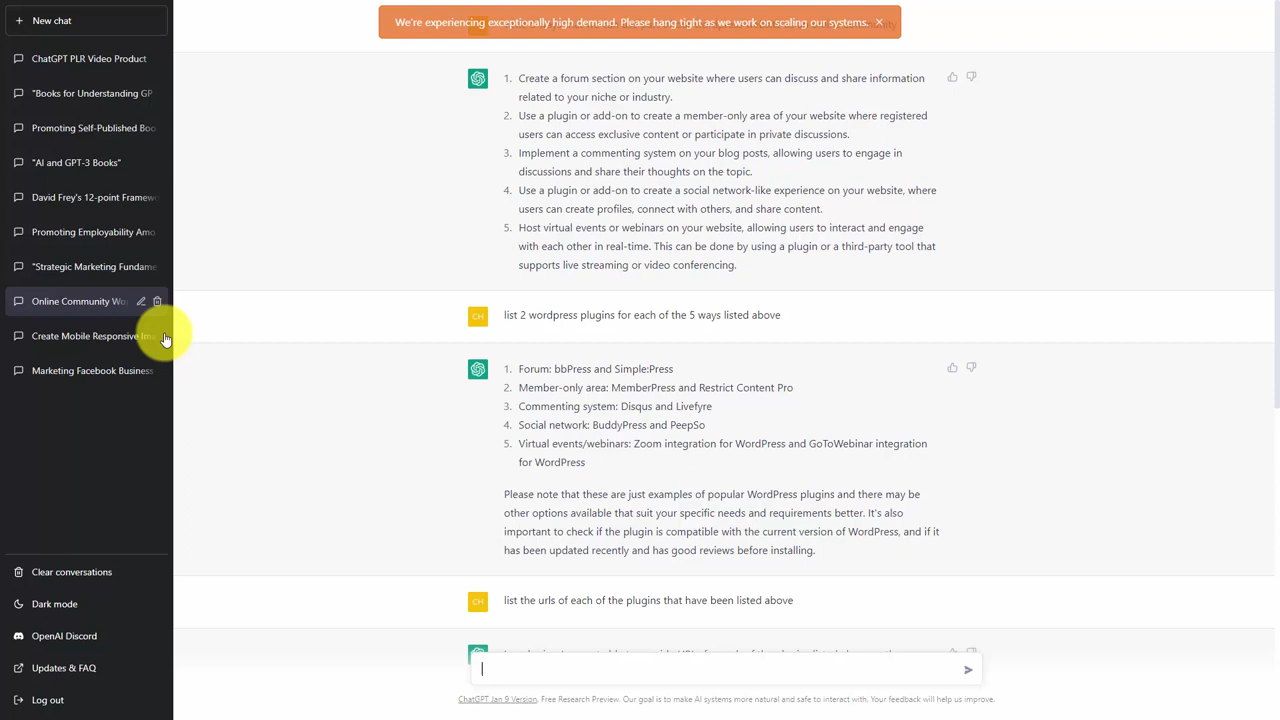 New chat
ChatGPT PLR Video Product
"Books for Understanding GP
Promoting Self-Published Boo
"AI and GPT-3 Books"
David Frey's 12-point Framew
Promoting Employability Amo
"Strategic Marketing Fundame
Online Community Wo
Create Mobile Responsive Im
Marketing Facebook Business
Clear conversations
Dark mode
OpenAI Discord
Updates & FAQ
Log out
We're experiencing exceptionally high demand. Please hang tight as we work on scaling our systems.
1. Create a forum section on your website where users can discuss and share information
related to your niche or industry.
2. Use a plugin or add-on to create a member-only area of your website where registered
users can access exclusive content or participate in private discussions.
3. Implement a commenting system on your blog posts, allowing users to engage in
discussions and share their thoughts on the topic.
4. Use a plugin or add-on to create a social network-like experience on your website, where
users can create profiles, connect with others, and share content.
5. Host virtual events or webinars on your website, allowing users to interact and engage
with each other in real-time. This can be done by using a plugin or a third-party tool that
supports live streaming or video conferencing.
CH list 2 wordpress plugins for each of the 5 ways listed above
1. Forum: bbPress and Simple:Press
2. Member-only area: MemberPress and Restrict Content Pro
3. Commenting system: Disqus and Livefyre
4. Social network: BuddyPress and PeepSo
5. Virtual events/webinars: Zoom integration for WordPress and GoToWebinar integration
for WordPress
Please note that these are just examples of popular WordPress plugins and there may be
other options available that suit your specific needs and requirements better. It's also
important to check if the plugin is compatible with the current version of WordPress, and if it
has been updated recently and has good reviews before installing.
CH list the urls of each of the plugins that have been listed above
ChatGPT Jan 9 Version. Free Research Preview. Our goal is to make AI systems more natural and safe to interact with. Your feedback will help us improve.